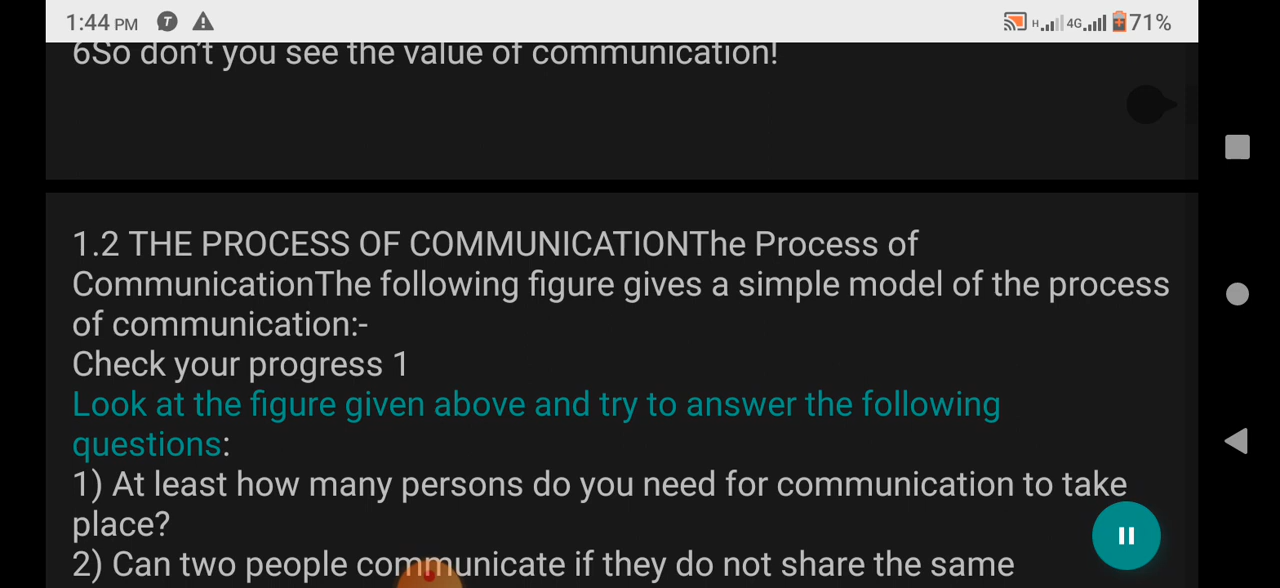 1:44 PM
H 4G 71%
6So don't you see the value of communication!
1.2 THE PROCESS OF COMMUNICATIONThe Process of
CommunicationThe following figure gives a simple model of the process
of communication:-
Check your progress 1
Look at the figure given above and try to answer the following
questions:
1) At least how many persons do you need for communication to take
place?
2) Can two people communicate if they do not share the same